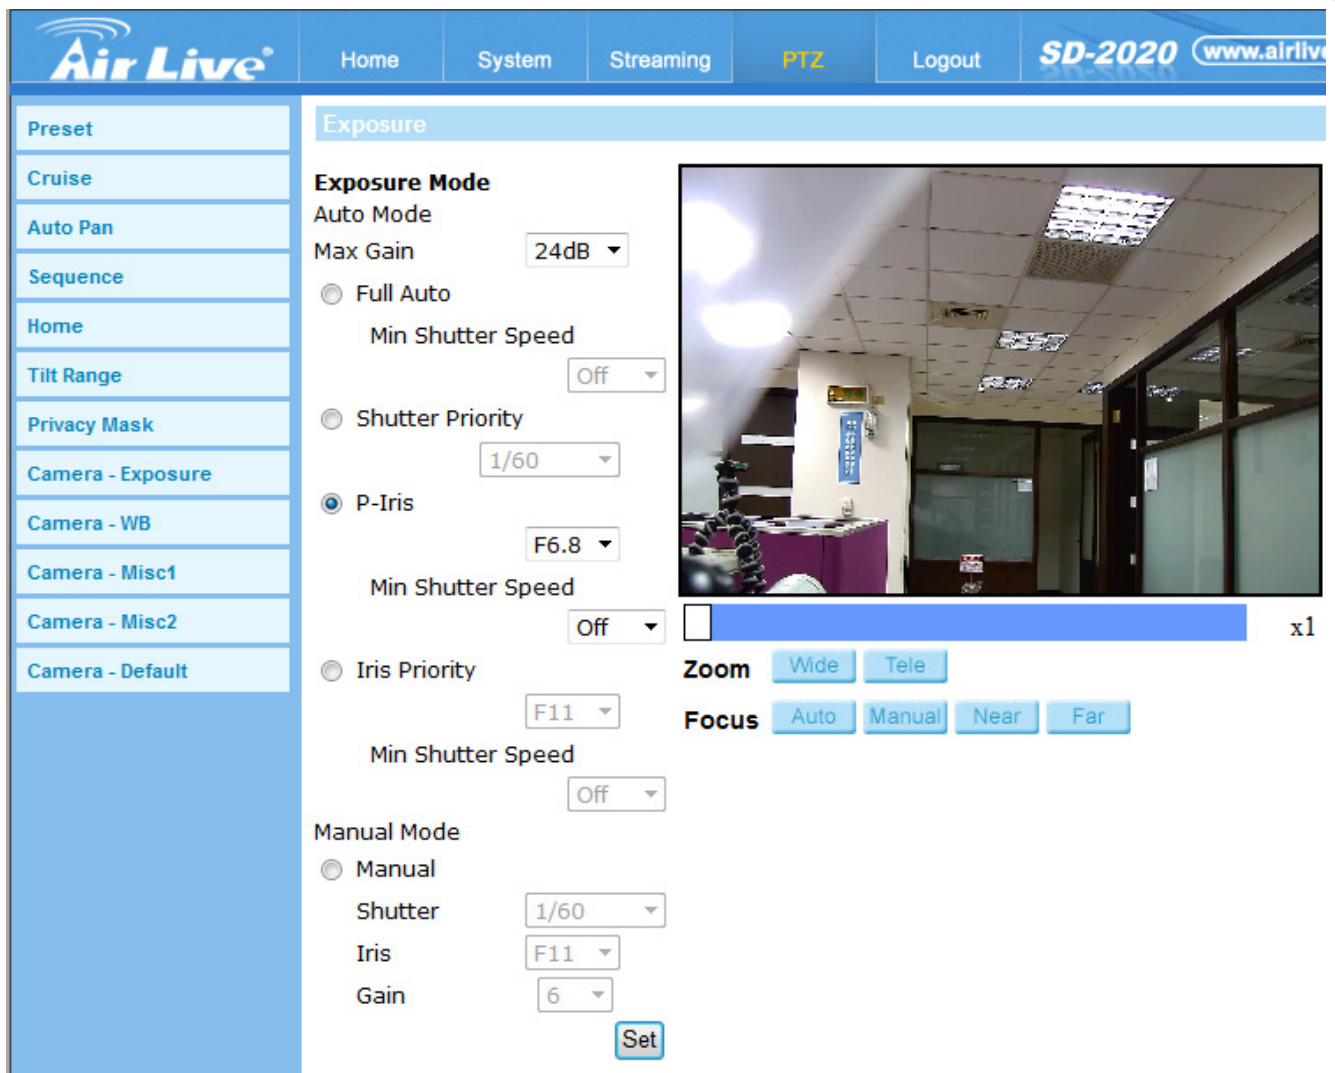 Air Live®
Home System Streaming PTZ Logout SD-2020 www.airlive
Preset
Cruise
Auto Pan
Sequence
Home
Tilt Range
Privacy Mask
Camera - Exposure
Camera - WB
Camera - Misc1
Camera - Misc2
Camera - Default
Exposure
Exposure Mode
Auto Mode
Max Gain 24dB
Full Auto
Min Shutter Speed
Off
Shutter Priority
1/60
P-Iris
F6.8
Min Shutter Speed
Off
Iris Priority
F11
Min Shutter Speed
Off
Manual Mode
Manual
Shutter 1/60
Iris F11
Gain 6
Set
x1
Zoom Wide Tele
Focus Auto Manual Near Far